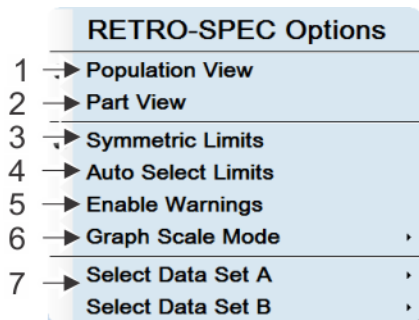 RETRO-SPEC Options
1 Population View
2 Part View
3 Symmetric Limits
4 Auto Select Limits
5 Enable Warnings
6 Graph Scale Mode
7 Select Data Set A
Select Data Set B